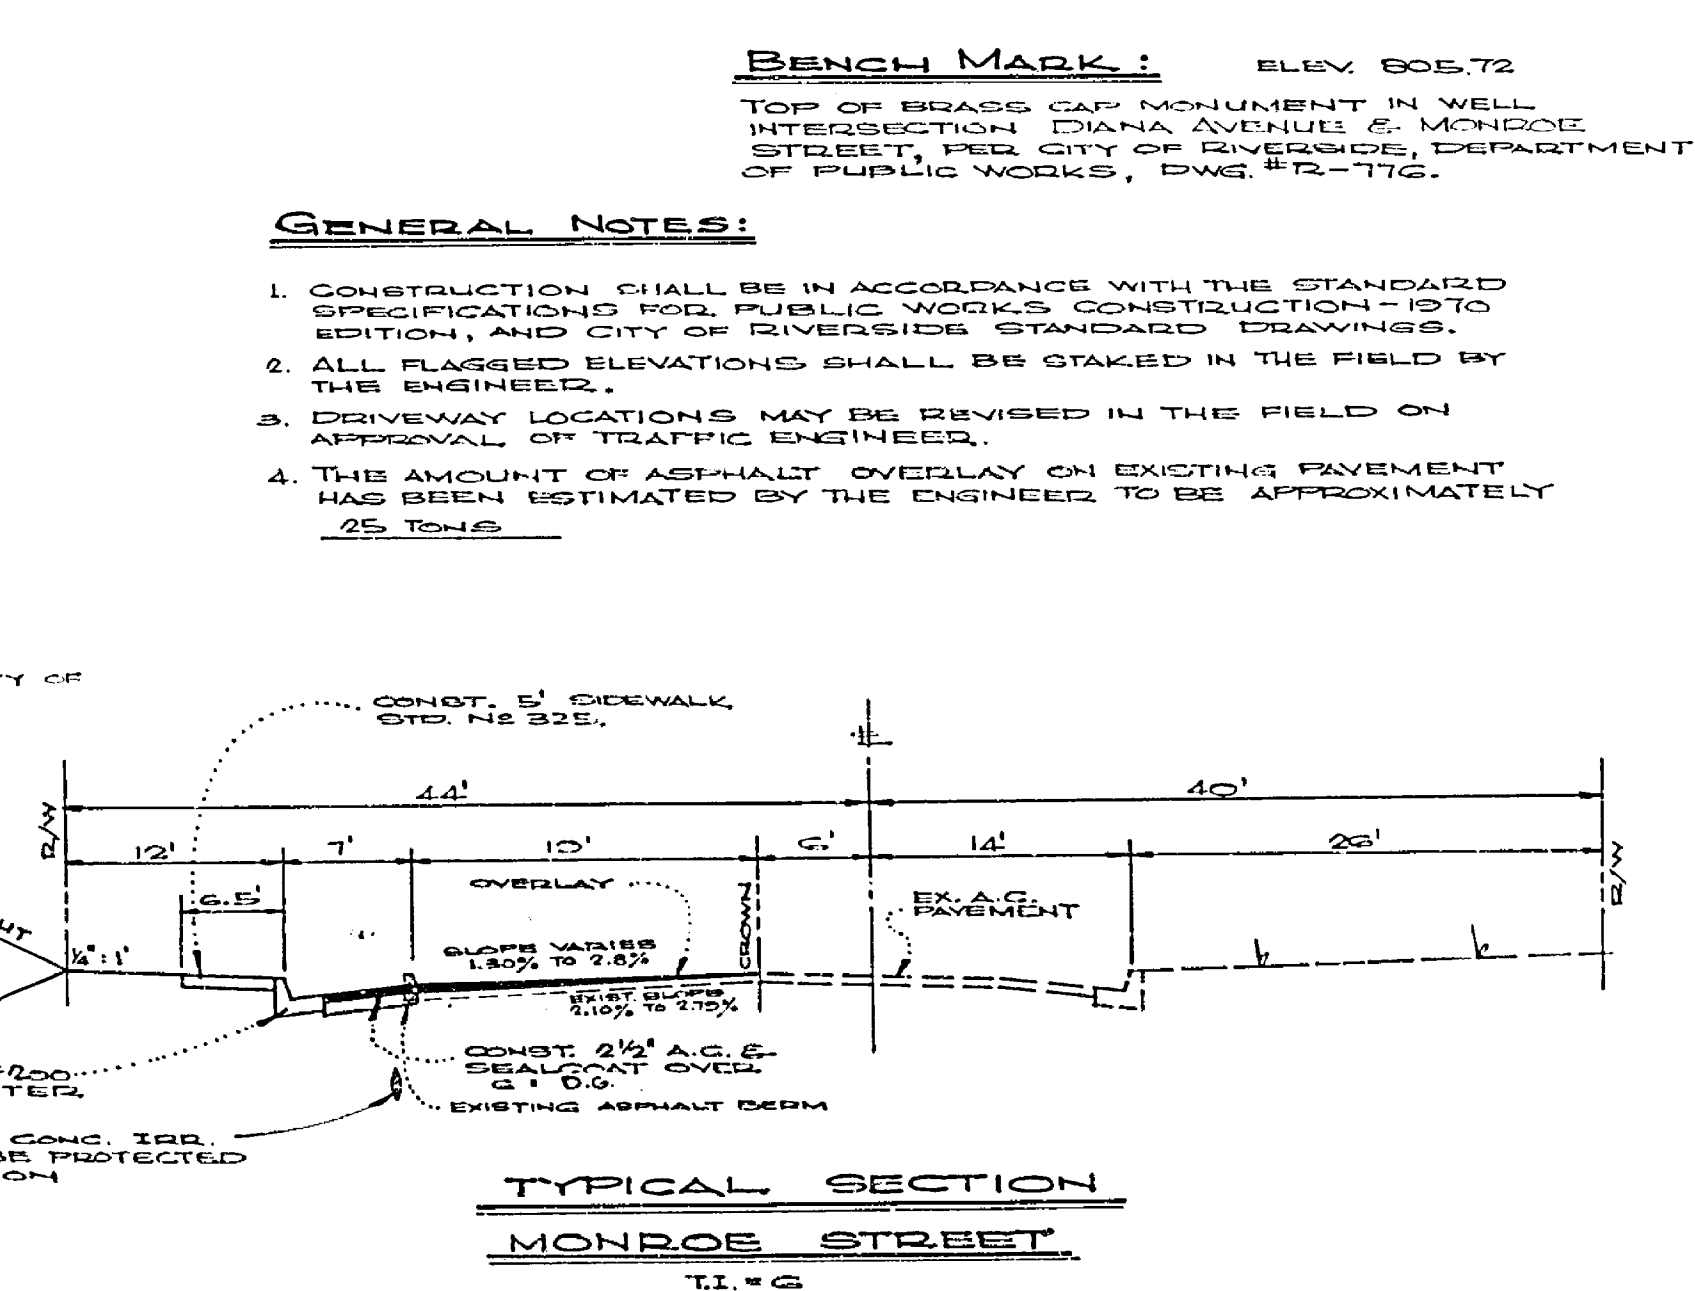 BENCH MARK: ELEV. 805.72
TOP OF BRASS CAP MONUMENT IN WELL
INTERSECTION DIANA AVENUE & MONROE
STREET, PER CITY OF RIVERSIDE, DEPARTMENT
OF PUBLIC WORKS, DWG. #R-776.
GENERAL NOTES:
1. CONSTRUCTION SHALL BE IN ACCORDANCE WITH THE STANDARD
SPECIFICATIONS FOR PUBLIC WORKS CONSTRUCTION-1970
EDITION, AND CITY OF RIVERSIDE STANDARD DRAWINGS.
2. ALL FLAGGED ELEVATIONS SHALL BE STAKED IN THE FIELD BY
THE ENGINEER.
3. DRIVEWAY LOCATIONS MAY BE REVISED IN THE FIELD ON
APPROVAL OF TRAFFIC ENGINEER.
4. THE AMOUNT OF ASPHALT OVERLAY ON EXISTING PAVEMENT
HAS BEEN ESTIMATED BY THE ENGINEER TO BE APPROXIMATELY
25 TONS
OF
CONST. 5' SIDEWALK
STD. No 325.
44' 40'
R/W
12' 7' 10' 6' 14' 26'
R/W
6.5'
OVERLAY
CROWN
EX. A.C.
PAVEMENT
1/4":1'
SLOPE VARIES
1.30% TO 2.8%
EXIST. SLOPE
2.10% TO 2.79%
CONST. 2 1/2" A.C. &
SEALCOAT OVER
D.G.
200
TER
EXISTING ASPHALT BERM
CONC. IRR.
BE PROTECTED
ON
TYPICAL SECTION
MONROE STREET
T.I. = 6